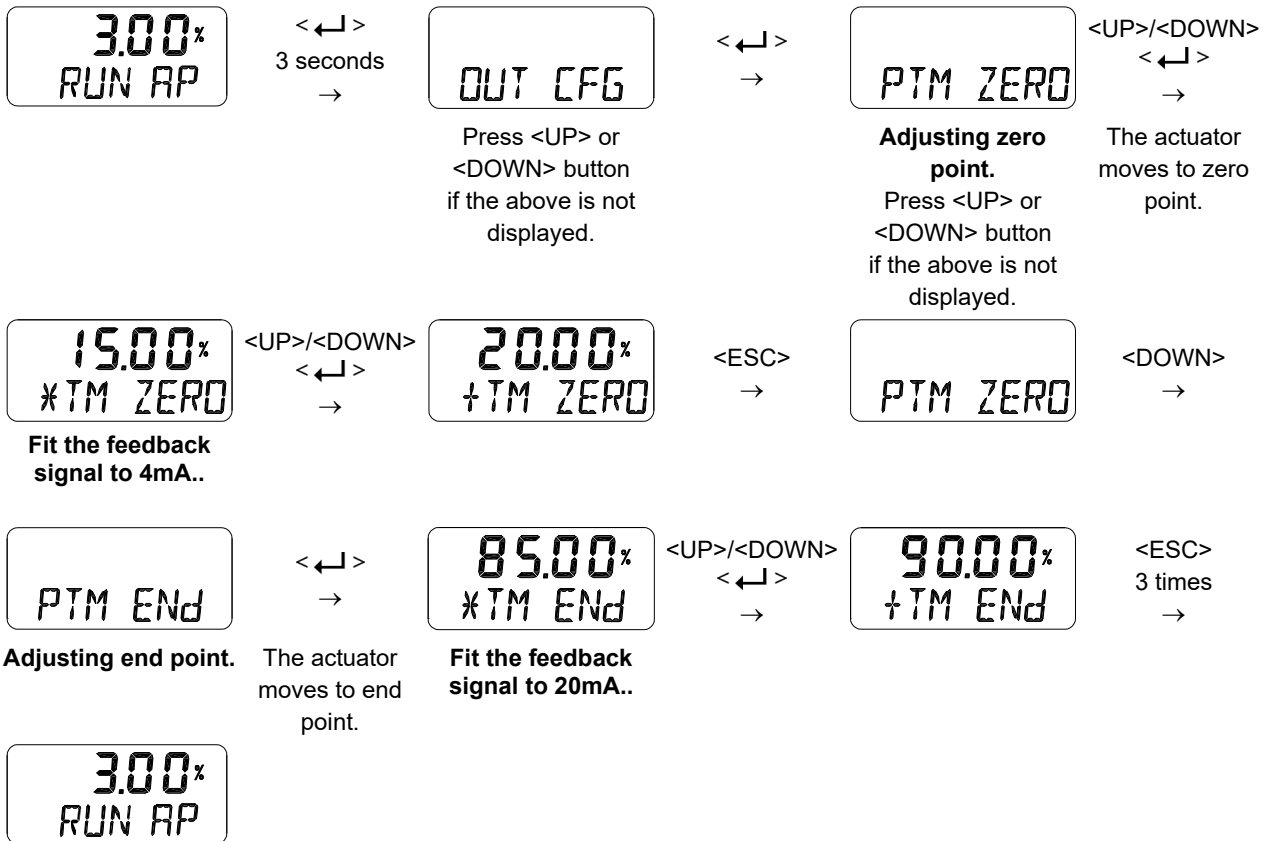 3.00%
RUN AP
< ↵ >
3 seconds
→
OUT CFG
Press <UP> or
<DOWN> button
if the above is not
displayed.
< ↵ >
→
PTM ZERO
Adjusting zero
point.
Press <UP> or
<DOWN> button
if the above is not
displayed.
<UP>/<DOWN>
< ↵ >
→
The actuator
moves to zero
point.
15.00%
*TM ZERO
Fit the feedback
signal to 4mA..
<UP>/<DOWN>
< ↵ >
→
20.00%
+TM ZERO
<ESC>
→
PTM ZERO
<DOWN>
→
PTM ENd
Adjusting end point.
< ↵ >
→
The actuator
moves to end
point.
85.00%
*TM ENd
Fit the feedback
signal to 20mA..
<UP>/<DOWN>
< ↵ >
→
90.00%
+TM ENd
<ESC>
3 times
→
3.00%
RUN AP